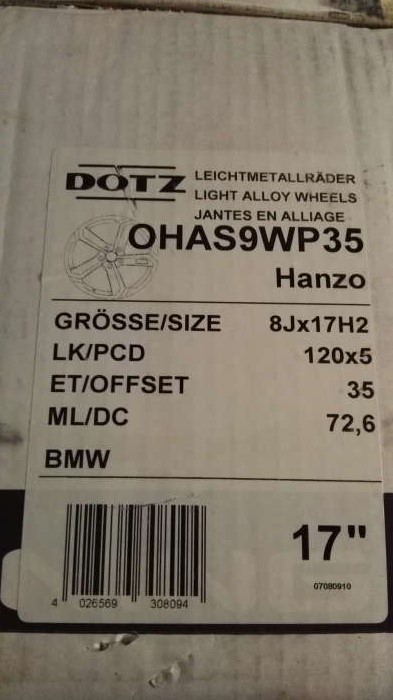 DOTZ
LEICHTMETALLRÄDER
LIGHT ALLOY WHEELS
JANTES EN ALLIAGE
OHAS9WP35
Hanzo
GRÖSSE/SIZE 8Jx17H2
LK/PCD 120x5
ET/OFFSET 35
ML/DC 72,6
BMW
17"
4 026569 308094
07080910